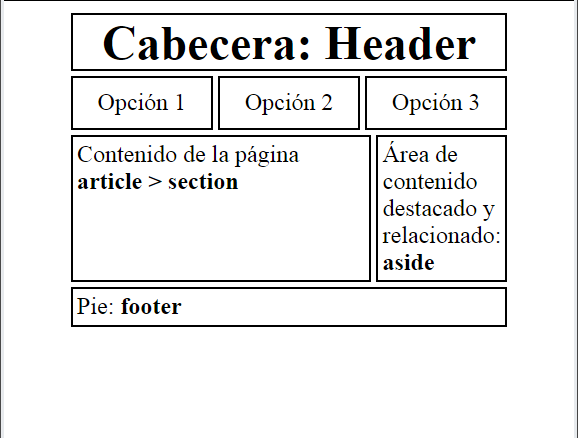 Cabecera: Header
Opción 1
Opción 2
Opción 3
Contenido de la página
article > section
Área de
contenido
destacado y
relacionado:
aside
Pie: footer